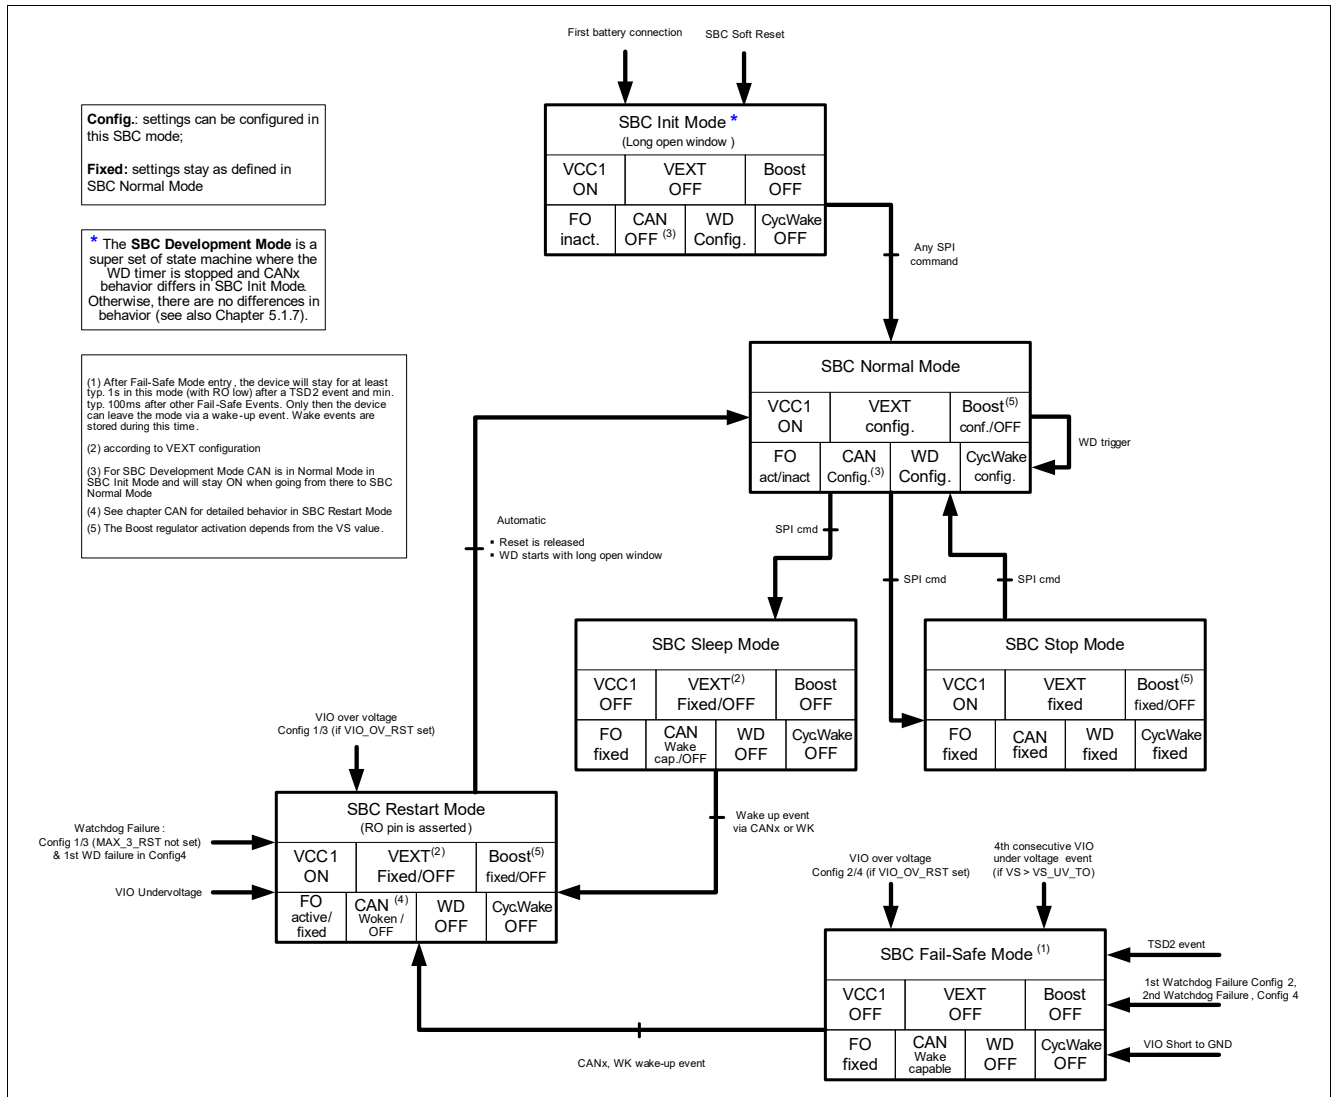 First battery connection
SBC Soft Reset
Config.: settings can be configured in
this SBC mode;
Fixed: settings stay as defined in
SBC Normal Mode
* The SBC Development Mode is a
super set of state machine where the
WD timer is stopped and CANx
behavior differs in SBC Init Mode.
Otherwise, there are no differences in
behavior (see also Chapter 5.1.7).
(1) After Fail-Safe Mode entry, the device will stay for at least
typ. 1s in this mode (with RO low) after a TSD2 event and min.
typ. 100ms after other Fail-Safe Events. Only then the device
can leave the mode via a wake-up event. Wake events are
stored during this time.
(2) according to VEXT configuration
(3) For SBC Development Mode CAN is in Normal Mode in
SBC Init Mode and will stay ON when going from there to SBC
Normal Mode
(4) See chapter CAN for detailed behavior in SBC Restart Mode
(5) The Boost regulator activation depends from the VS value.
SBC Init Mode *
(Long open window )
VCC1
ON
VEXT
OFF
Boost
OFF
FO
inact.
CAN
OFF (3)
WD
Config.
Cyc.Wake
OFF
Any SPI
command
SBC Normal Mode
VCC1
ON
VEXT
config.
Boost(5)
conf./OFF
FO
act/inact
CAN
Config.(3)
WD
Config.
Cyc.Wake
config.
WD trigger
Automatic
▪ Reset is released
▪ WD starts with long open window
SPI cmd
SPI cmd
SPI cmd
SBC Sleep Mode
VCC1
OFF
VEXT(2)
Fixed/OFF
Boost
OFF
FO
fixed
CAN
Wake
cap./OFF
WD
OFF
Cyc.Wake
OFF
SBC Stop Mode
VCC1
ON
VEXT
fixed
Boost(5)
fixed/OFF
FO
fixed
CAN
fixed
WD
fixed
Cyc.Wake
fixed
VIO over voltage
Config 1/3 (if VIO_OV_RST set)
Watchdog Failure :
Config 1/3 (MAX_3_RST not set)
& 1st WD failure in Config4
VIO Undervoltage
SBC Restart Mode
(RO pin is asserted )
VCC1
ON
VEXT(2)
Fixed/OFF
Boost(5)
fixed/OFF
FO
active/
fixed
CAN (4)
Woken /
OFF
WD
OFF
Cyc.Wake
OFF
Wake up event
via CANx or WK
VIO over voltage
Config 2/4 (if VIO_OV_RST set)
4th consecutive VIO
under voltage event
(if VS > VS_UV_TO)
SBC Fail-Safe Mode (1)
VCC1
OFF
VEXT
OFF
Boost
OFF
FO
fixed
CAN
Wake
capable
WD
OFF
Cyc.Wake
OFF
TSD2 event
1st Watchdog Failure Config 2,
2nd Watchdog Failure , Config 4
VIO Short to GND
CANx, WK wake-up event